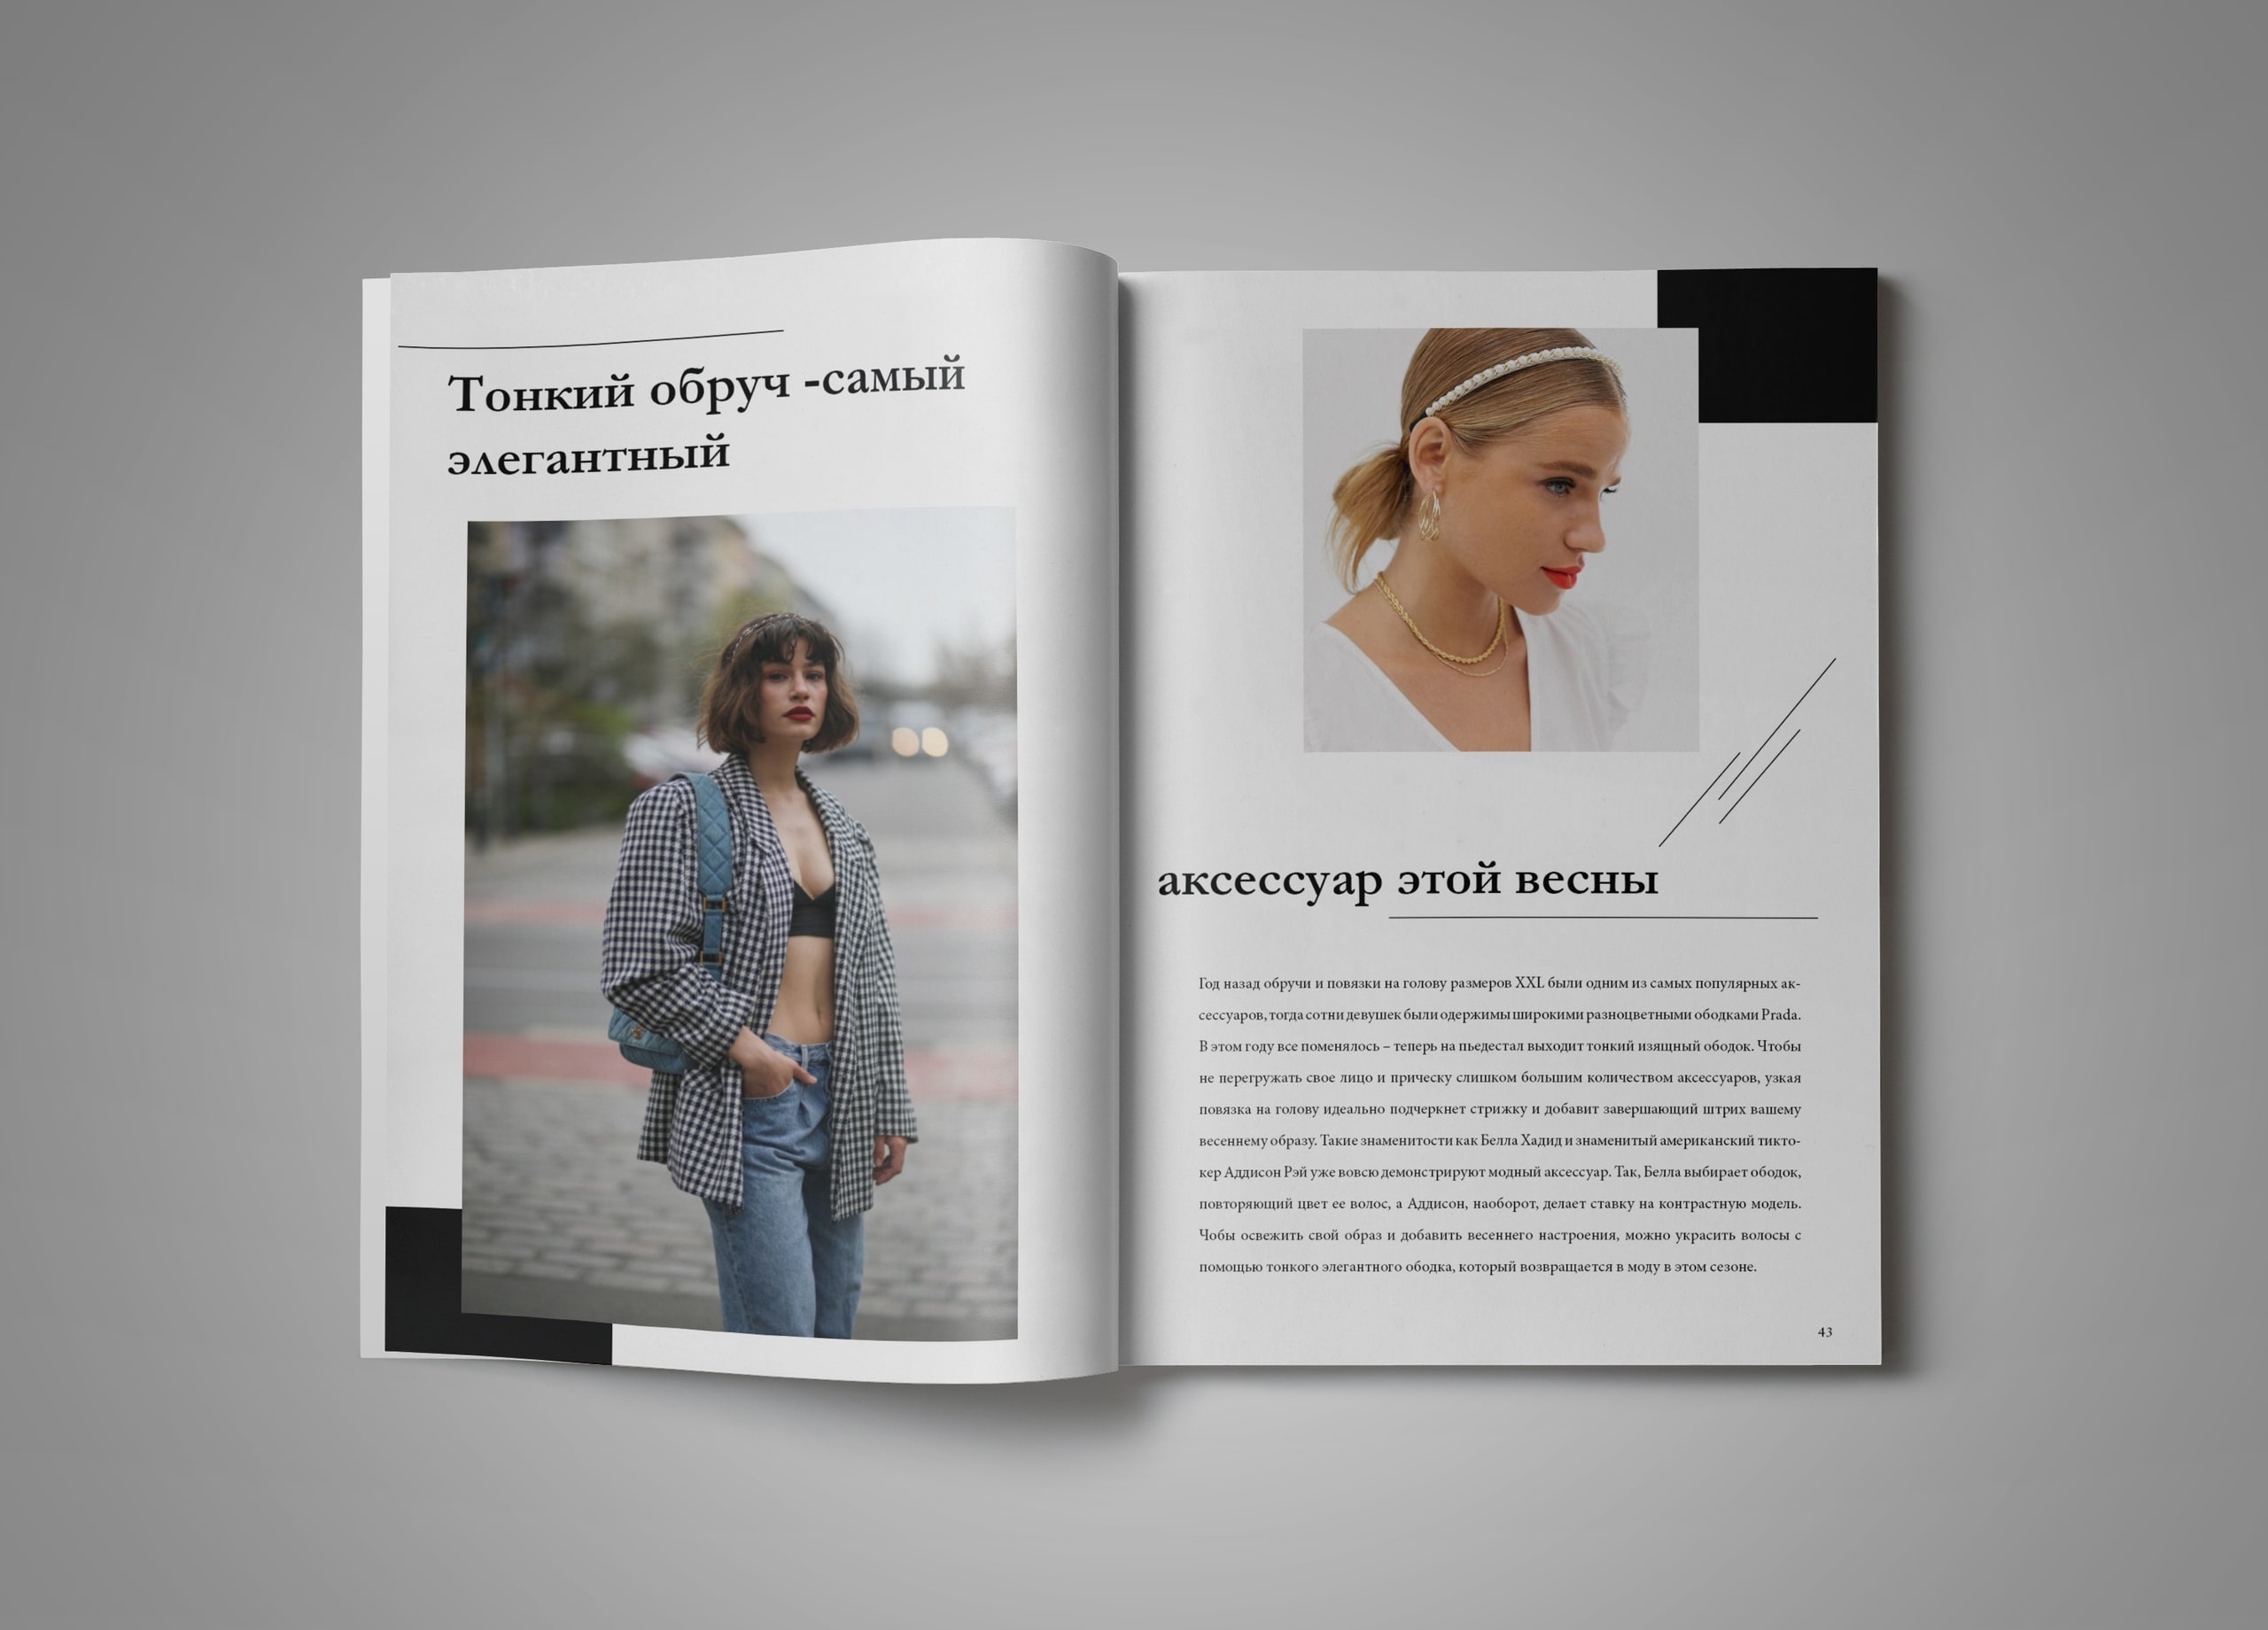 Тонкий обруч -самый
элегантный
аксессуар этой весны
Год назад обручи и повязки на голову размеров XXL были одним из самых популярных ак-
сессуаров, тогда сотни девушек были одержимы широкими разноцветными ободками Prada.
В этом году все поменялось – теперь на пьедестал выходит тонкий изящный ободок. Чтобы
не перегружать свое лицо и прическу слишком большим количеством аксессуаров, узкая
повязка на голову идеально подчеркнет стрижку и добавит завершающий штрих вашему
весеннему образу. Такие знаменитости как Белла Хадид и знаменитый американский тикто-
кер Аддисон Рэй уже вовсю демонстрируют модный аксессуар. Так, Белла выбирает ободок,
повторяющий цвет ее волос, а Аддисон, наоборот, делает ставку на контрастную модель.
Чобы освежить свой образ и добавить весеннего настроения, можно украсить волосы с
помощью тонкого элегантного ободка, который возвращается в моду в этом сезоне.
43